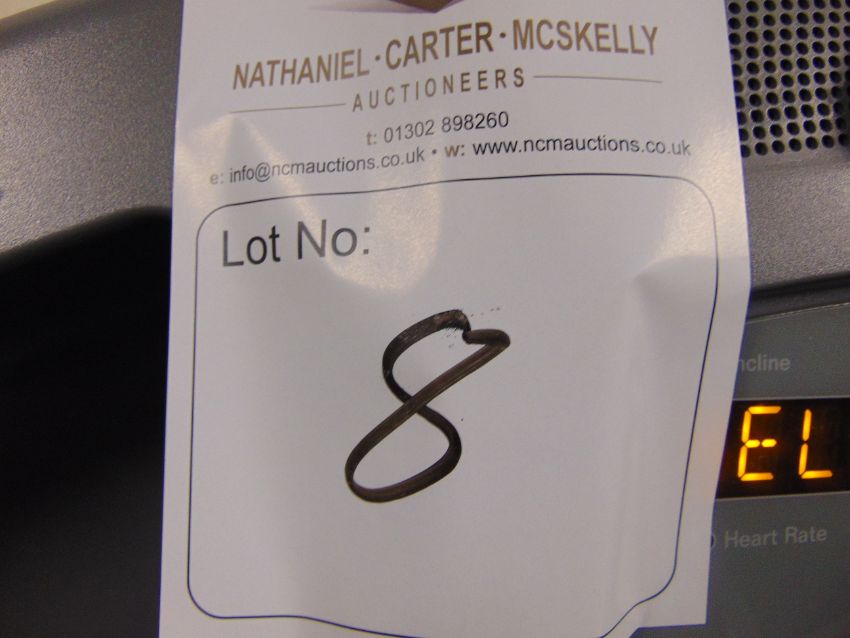 NATHANIEL · CARTER · MCSKELLY
AUCTIONEERS
t: 01302 898260
e: info@ncmauctions.co.uk · w: www.ncmauctions.co.uk
Lot No:
8
ncline
EL
Heart Rate